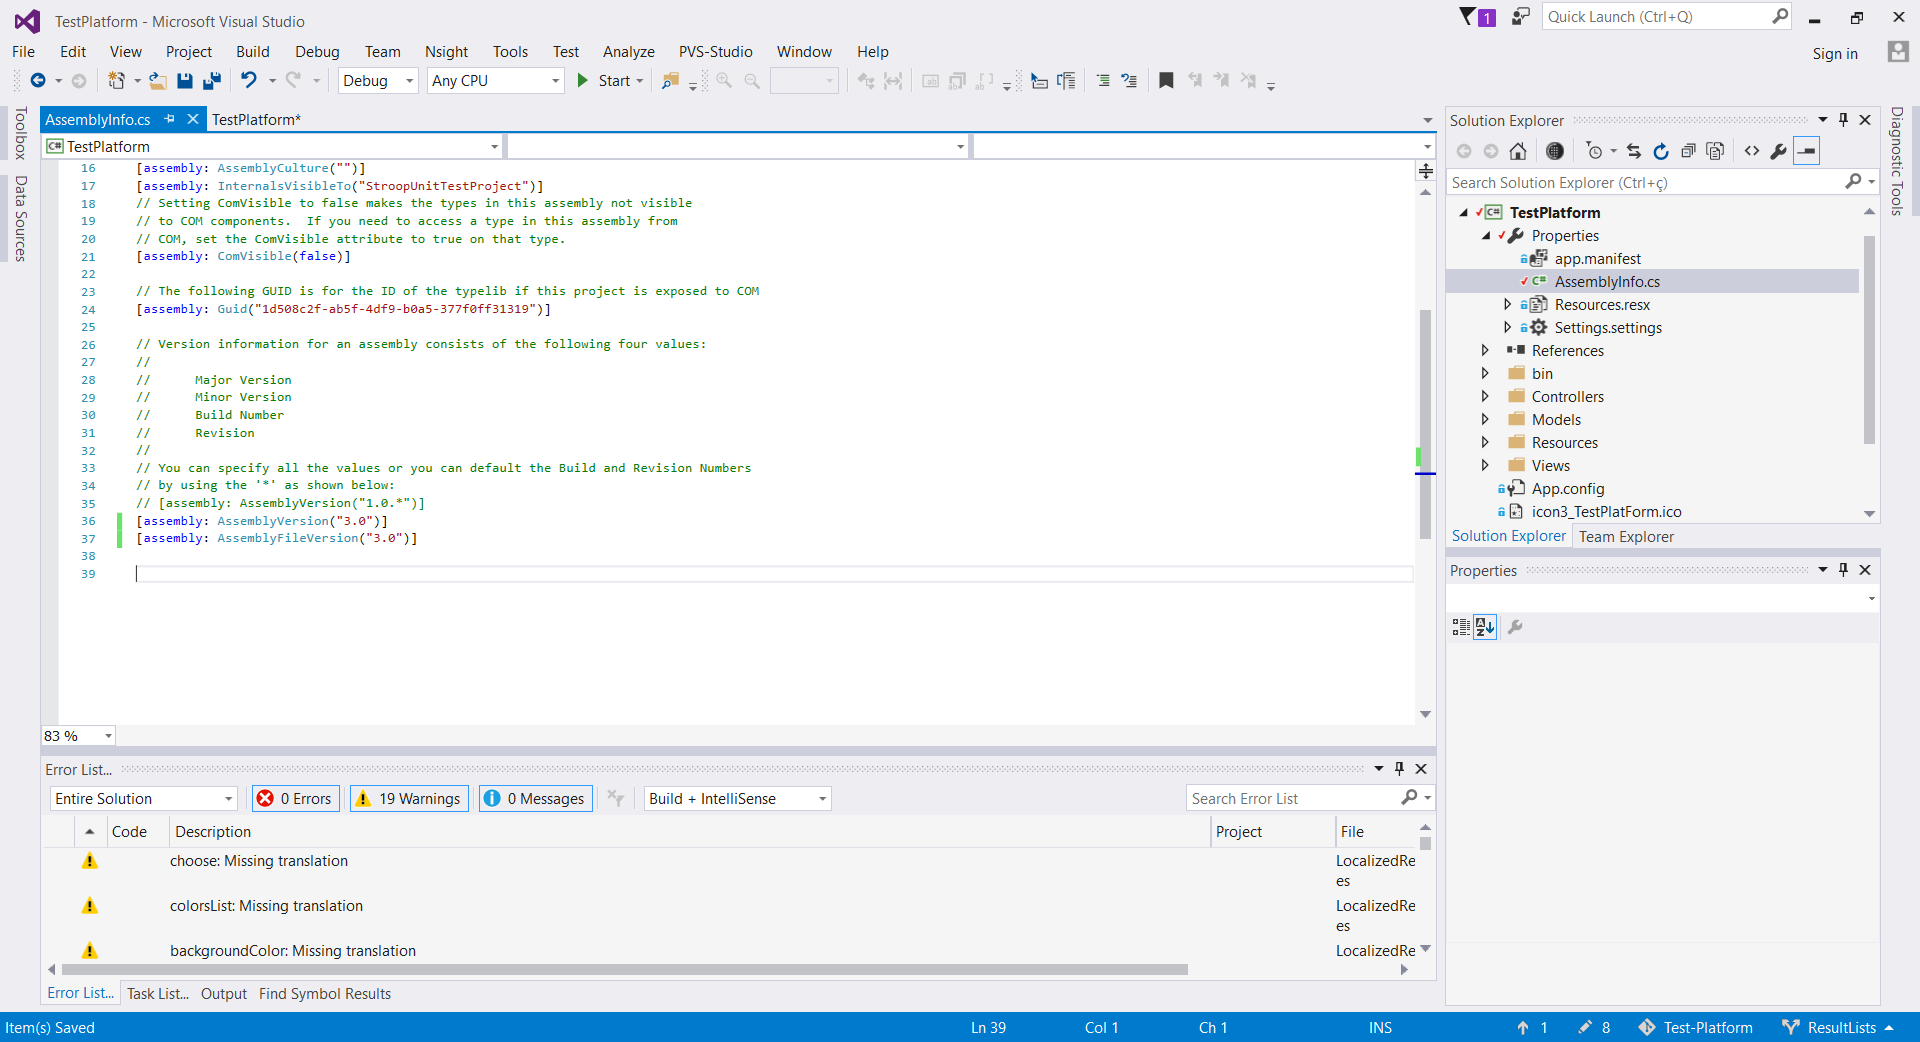 TestPlatform - Microsoft Visual Studio
1
Quick Launch (Ctrl+Q)
File Edit View Project Build Debug Team Nsight Tools Test Analyze PVS-Studio Window Help
Sign in
Debug Any CPU Start
Toolbox
Data Sources
AssemblyInfo.cs TestPlatform*
C# TestPlatform
16 [assembly: AssemblyCulture("")]
17 [assembly: InternalsVisibleTo("StroopUnitTestProject")]
18 // Setting ComVisible to false makes the types in this assembly not visible
19 // to COM components.  If you need to access a type in this assembly from
20 // COM, set the ComVisible attribute to true on that type.
21 [assembly: ComVisible(false)]
22
23 // The following GUID is for the ID of the typelib if this project is exposed to COM
24 [assembly: Guid("1d508c2f-ab5f-4df9-b0a5-377f0ff31319")]
25
26 // Version information for an assembly consists of the following four values:
27 //
28 //      Major Version
29 //      Minor Version
30 //      Build Number
31 //      Revision
32 //
33 // You can specify all the values or you can default the Build and Revision Numbers
34 // by using the '*' as shown below:
35 // [assembly: AssemblyVersion("1.0.*")]
36 [assembly: AssemblyVersion("3.0")]
37 [assembly: AssemblyFileVersion("3.0")]
38
39
83 %
Error List...
Entire Solution 0 Errors 19 Warnings 0 Messages Build + IntelliSense Search Error List
Code Description Project File
choose: Missing translation LocalizedRe
es
colorsList: Missing translation LocalizedRe
es
backgroundColor: Missing translation LocalizedRe
Error List... Task List... Output Find Symbol Results
Solution Explorer
Search Solution Explorer (Ctrl+ç)
C# TestPlatform
Properties
app.manifest
C# AssemblyInfo.cs
Resources.resx
Settings.settings
References
bin
Controllers
Models
Resources
Views
App.config
icon3_TestPlatForm.ico
Solution Explorer Team Explorer
Properties
Diagnostic Tools
Item(s) Saved Ln 39 Col 1 Ch 1 INS 1 8 Test-Platform ResultLists